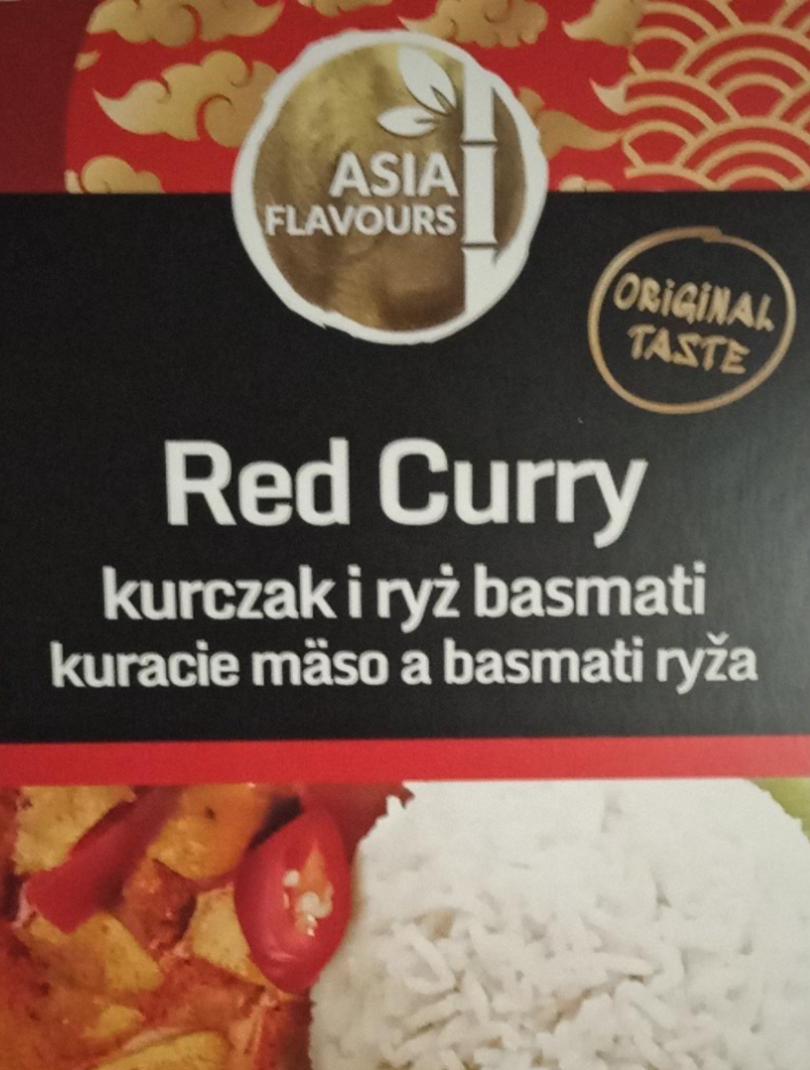 ASIA
FLAVOURS
ORiGiNAL
TASTE
Red Curry
kurczak i ryż basmati
kuracie mäso a basmati ryža